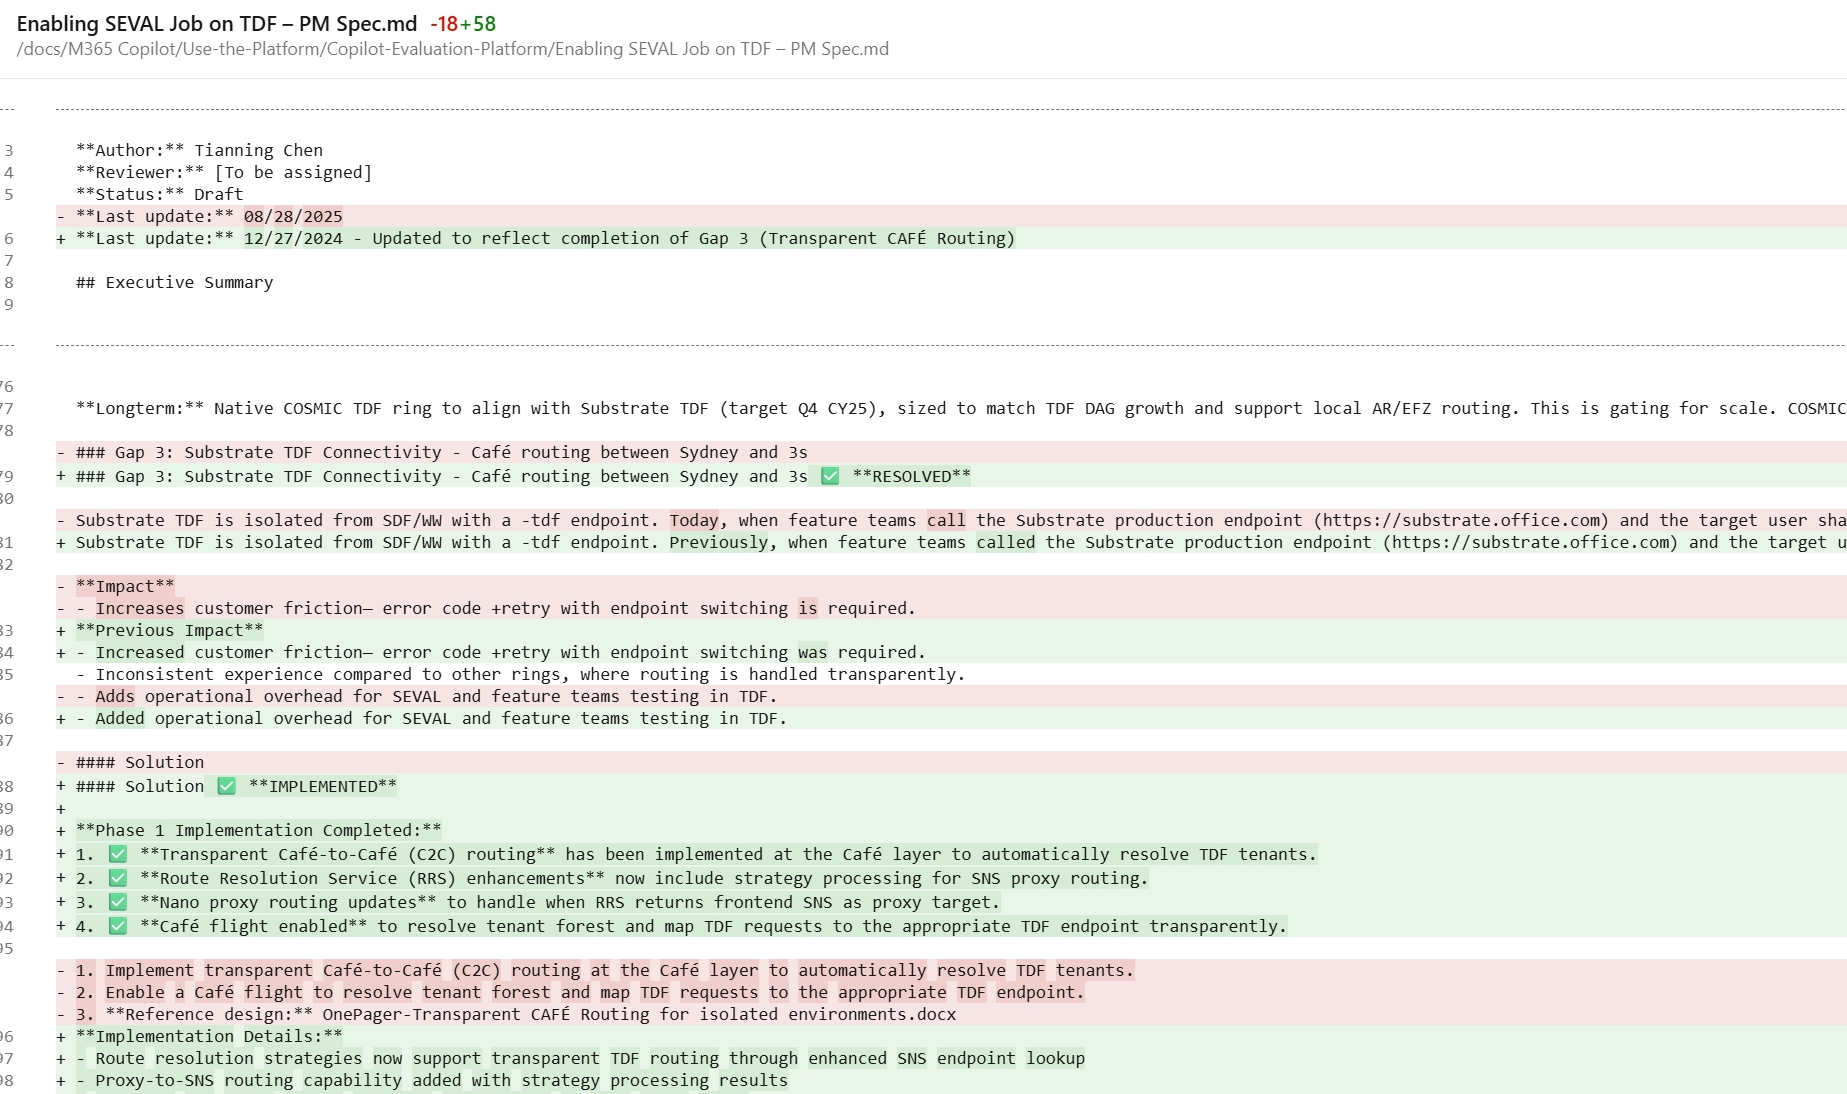 Enabling SEVAL Job on TDF – PM Spec.md -18+58
/docs/M365 Copilot/Use-the-Platform/Copilot-Evaluation-Platform/Enabling SEVAL Job on TDF – PM Spec.md
3 **Author:** Tianning Chen
4 **Reviewer:** [To be assigned]
5 **Status:** Draft
- **Last update:** 08/28/2025
6 + **Last update:** 12/27/2024 - Updated to reflect completion of Gap 3 (Transparent CAFÉ Routing)
7
8 ## Executive Summary
9
76
77 **Longterm:** Native COSMIC TDF ring to align with Substrate TDF (target Q4 CY25), sized to match TDF DAG growth and support local AR/EFZ routing. This is gating for scale. COSMIC
78
- ### Gap 3: Substrate TDF Connectivity - Café routing between Sydney and 3s
79 + ### Gap 3: Substrate TDF Connectivity - Café routing between Sydney and 3s ✅ **RESOLVED**
80
- Substrate TDF is isolated from SDF/WW with a -tdf endpoint. Today, when feature teams call the Substrate production endpoint (https://substrate.office.com) and the target user sha
81 + Substrate TDF is isolated from SDF/WW with a -tdf endpoint. Previously, when feature teams called the Substrate production endpoint (https://substrate.office.com) and the target u
82
- **Impact**
- - Increases customer friction— error code +retry with endpoint switching is required.
83 + **Previous Impact**
84 + - Increased customer friction— error code +retry with endpoint switching was required.
85 - Inconsistent experience compared to other rings, where routing is handled transparently.
- - Adds operational overhead for SEVAL and feature teams testing in TDF.
86 + - Added operational overhead for SEVAL and feature teams testing in TDF.
87
- #### Solution
88 + #### Solution ✅ **IMPLEMENTED**
89 +
90 + **Phase 1 Implementation Completed:**
91 + 1. ✅ **Transparent Café-to-Café (C2C) routing** has been implemented at the Café layer to automatically resolve TDF tenants.
92 + 2. ✅ **Route Resolution Service (RRS) enhancements** now include strategy processing for SNS proxy routing.
93 + 3. ✅ **Nano proxy routing updates** to handle when RRS returns frontend SNS as proxy target.
94 + 4. ✅ **Café flight enabled** to resolve tenant forest and map TDF requests to the appropriate TDF endpoint transparently.
95
- 1. Implement transparent Café-to-Café (C2C) routing at the Café layer to automatically resolve TDF tenants.
- 2. Enable a Café flight to resolve tenant forest and map TDF requests to the appropriate TDF endpoint.
- 3. **Reference design:** OnePager-Transparent CAFÉ Routing for isolated environments.docx
96 + **Implementation Details:**
97 + - Route resolution strategies now support transparent TDF routing through enhanced SNS endpoint lookup
98 + - Proxy-to-SNS routing capability added with strategy processing results